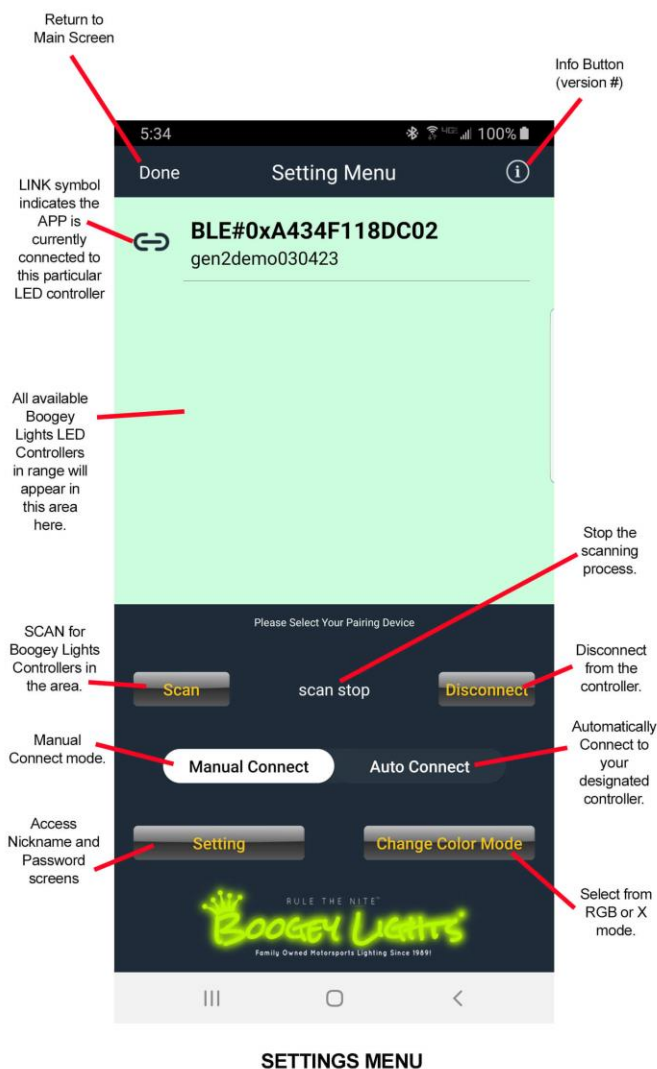 Return to
Main Screen
Info Button
(version #)
5:34
100%
Done
Setting Menu
i
LINK symbol
indicates the
APP is
currently
connected to
this particular
LED controller
BLE#0xA434F118DC02
gen2demo030423
All available
Boogey
Lights LED
Controllers
in range will
appear in
this area
here.
Stop the
scanning
process.
Please Select Your Pairing Device
SCAN for
Boogey Lights
Controllers in
the area.
Scan
scan stop
Disconnect
Disconnect
from the
controller.
Manual
Connect mode.
Manual Connect
Auto Connect
Automatically
Connect to
your
designated
controller.
Access
Nickname and
Password
screens
Setting
Change Color Mode
Select from
RGB or X
mode.
RULE THE NITE
BOOGEY LIGHTS
Family Owned Motorsports Lighting Since 1989!
SETTINGS MENU